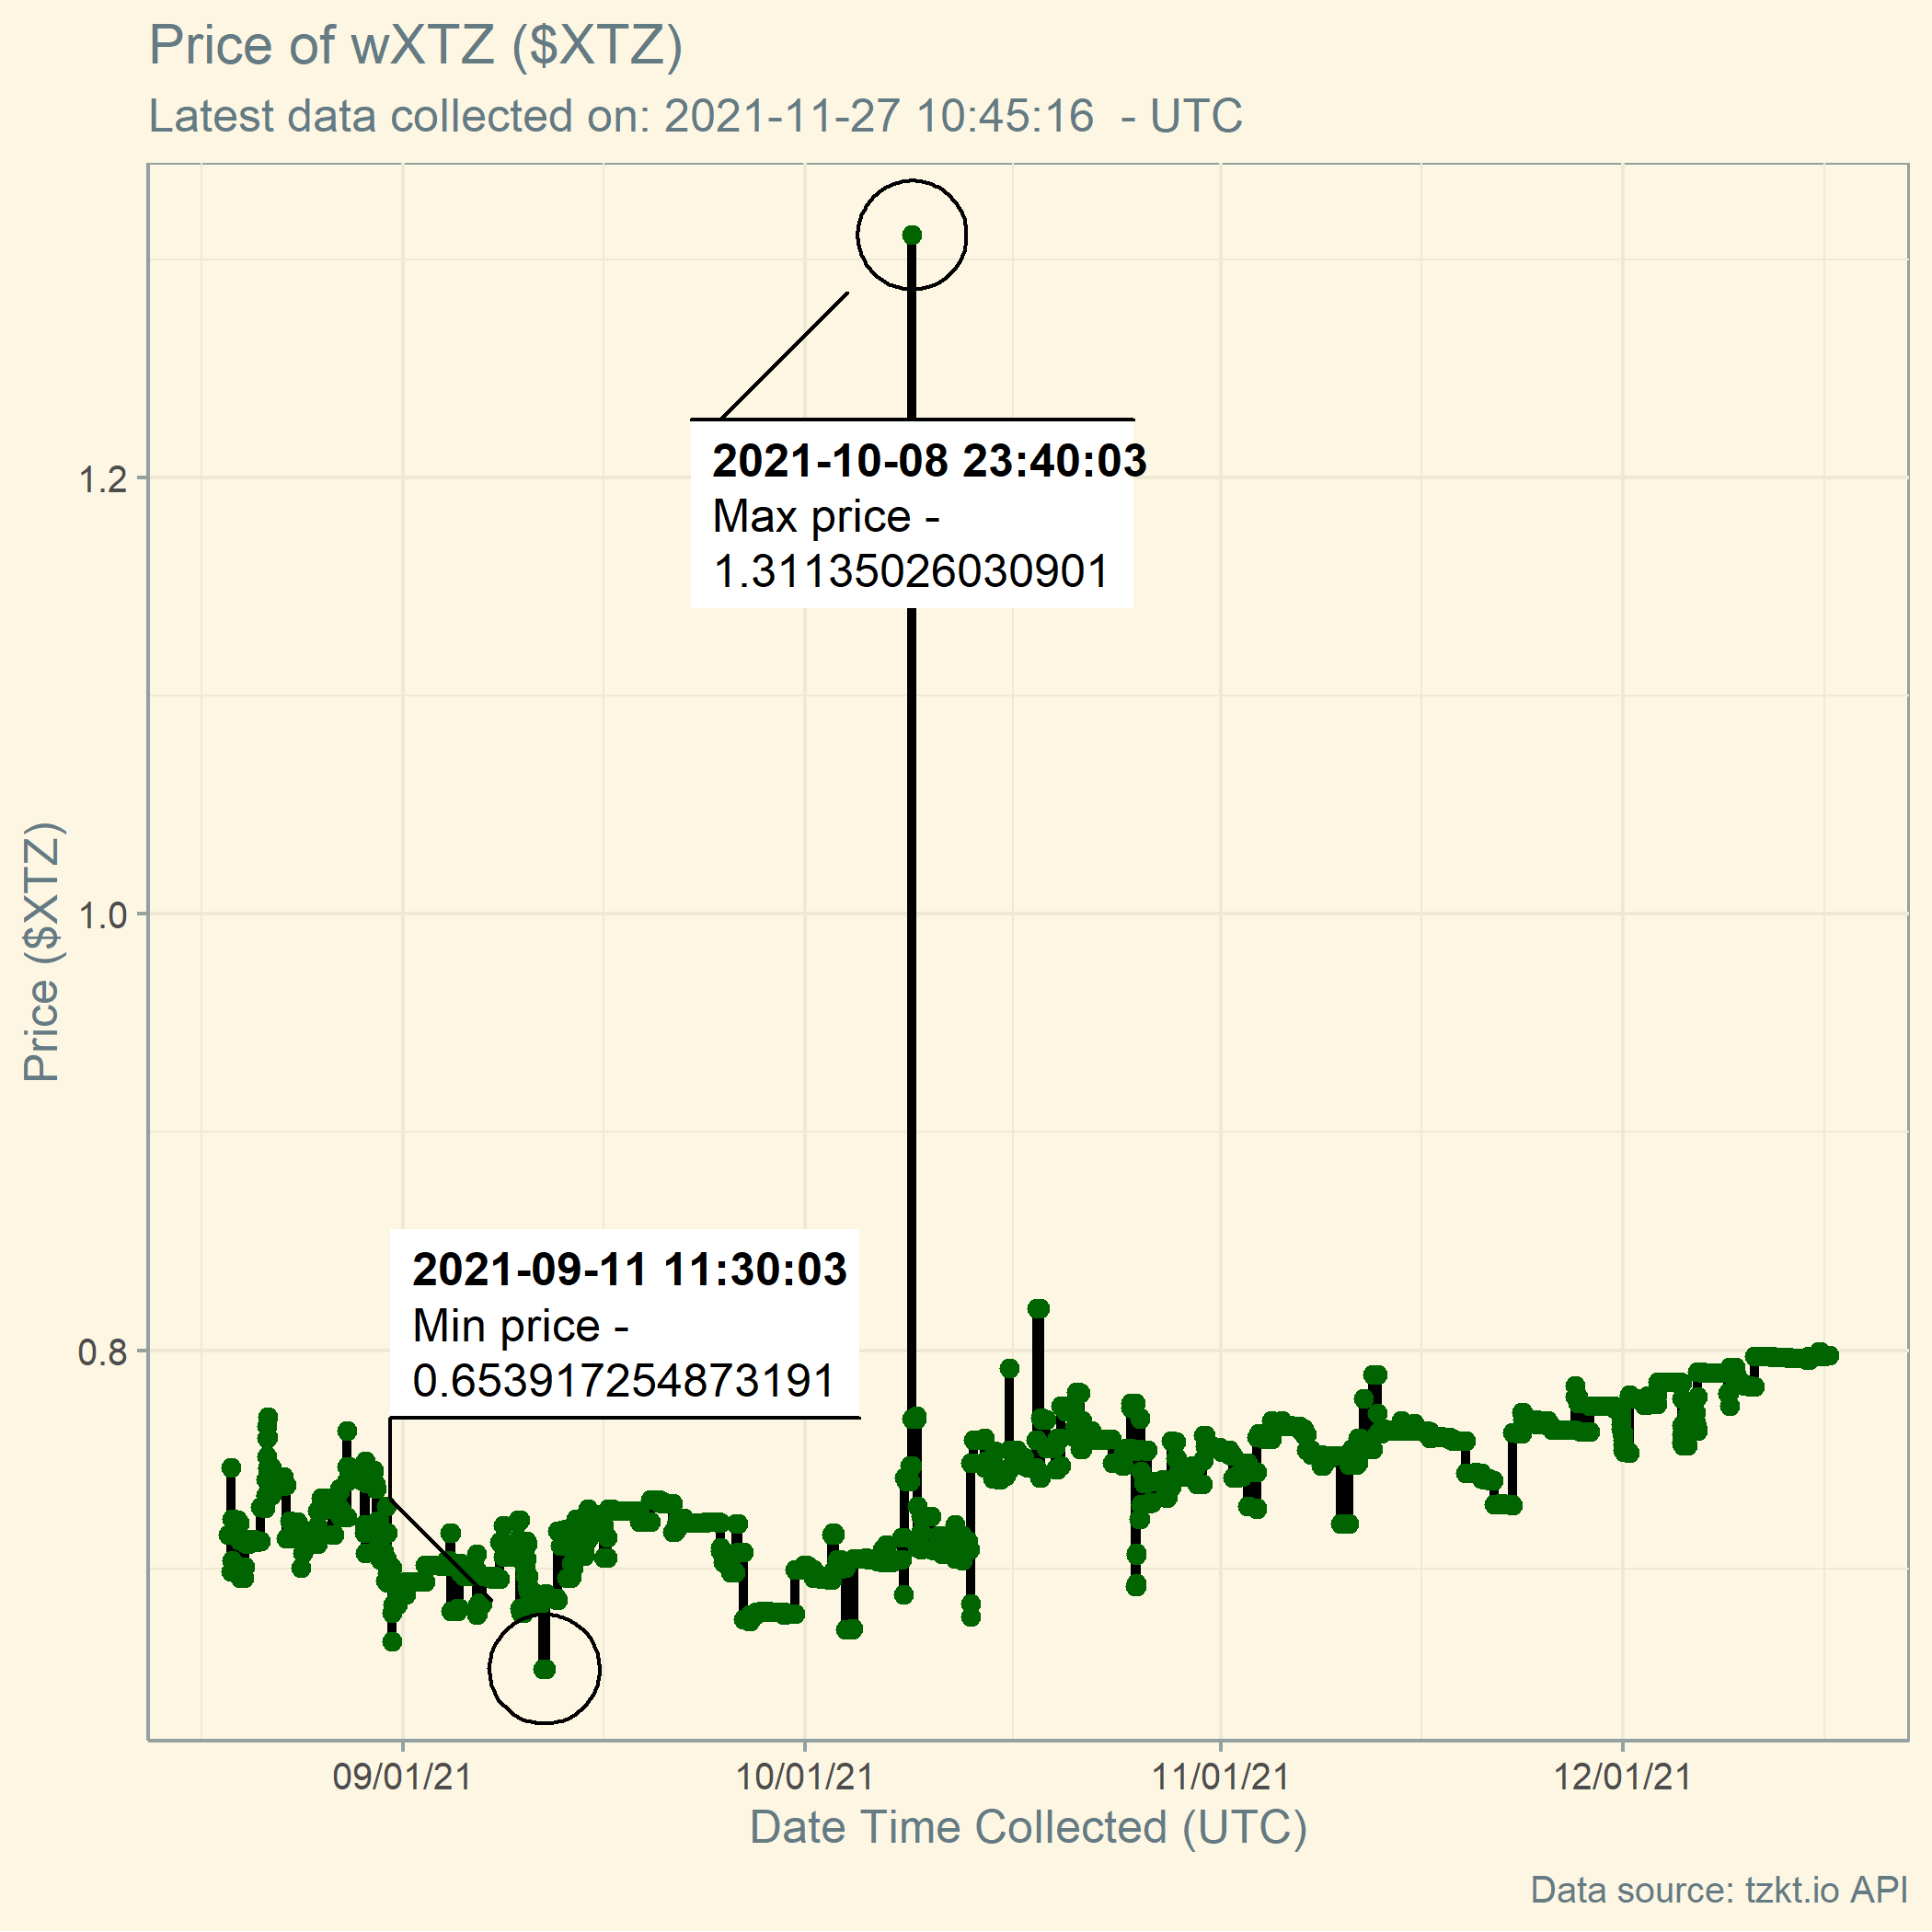 Price of wXTZ ($XTZ)
Latest data collected on: 2021-11-27 10:45:16  - UTC
2021-10-08 23:40:03
Max price -
1.31135026030901
1.2
1.0
0.8
Price ($XTZ)
2021-09-11 11:30:03
Min price -
0.653917254873191
09/01/21
10/01/21
11/01/21
12/01/21
Date Time Collected (UTC)
Data source: tzkt.io API